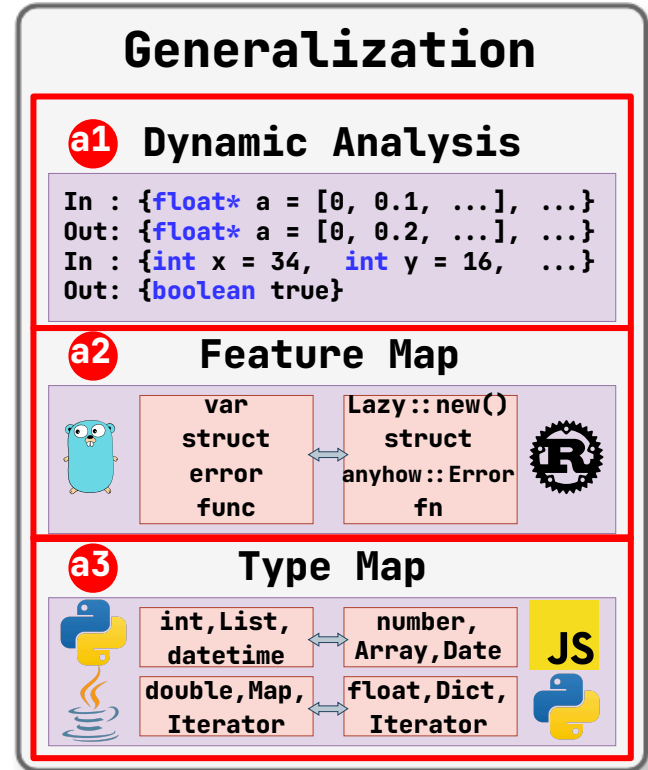 Generalization
a1 Dynamic Analysis
In : {float* a = [0, 0.1, ...], ...}
Out: {float* a = [0, 0.2, ...], ...}
In : {int x = 34, int y = 16, ...}
Out: {boolean true}
a2 Feature Map
var Lazy::new()
struct struct
error anyhow::Error
func fn
R
a3 Type Map
int,List, number,
datetime Array,Date
JS
double,Map, float,Dict,
Iterator Iterator